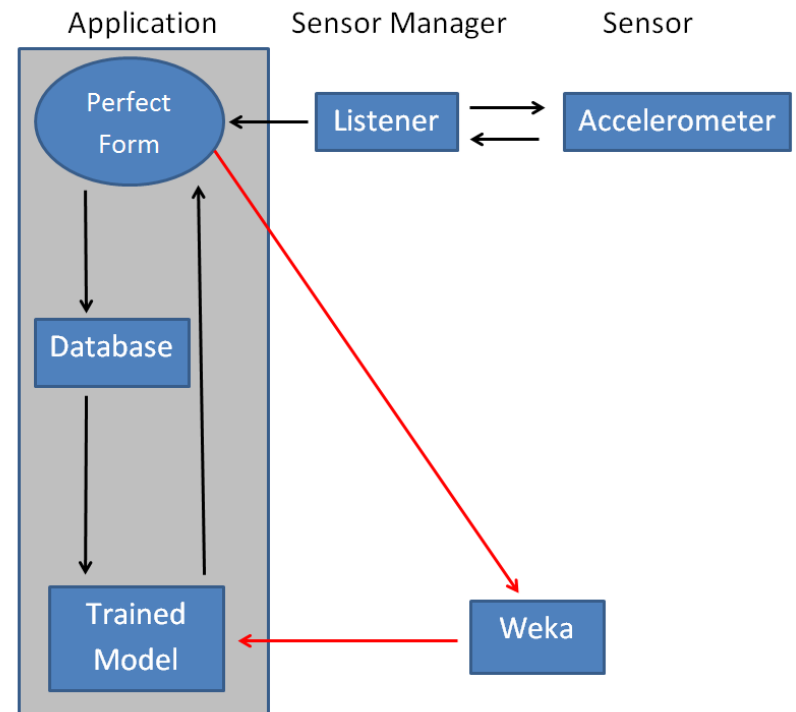 Application Sensor Manager Sensor
Perfect
Form
Listener
Accelerometer
Database
Trained
Model
Weka